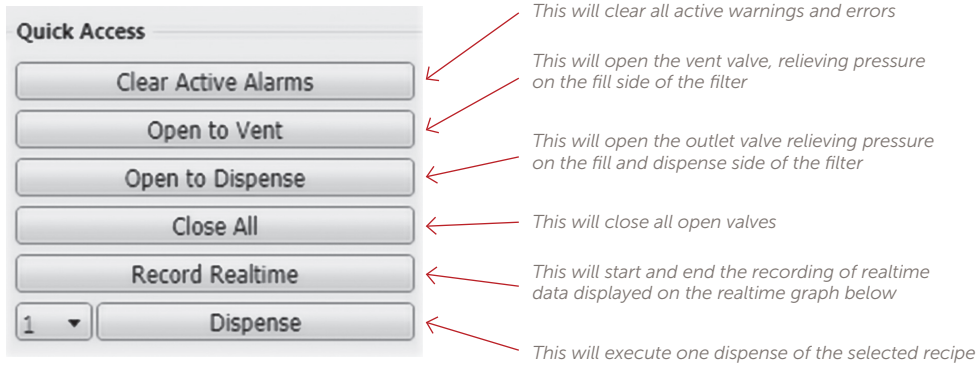 Quick Access
Clear Active Alarms
Open to Vent
Open to Dispense
Close All
Record Realtime
1
Dispense
This will clear all active warnings and errors
This will open the vent valve, relieving pressure
on the fill side of the filter
This will open the outlet valve relieving pressure
on the fill and dispense side of the filter
This will close all open valves
This will start and end the recording of realtime
data displayed on the realtime graph below
This will execute one dispense of the selected recipe